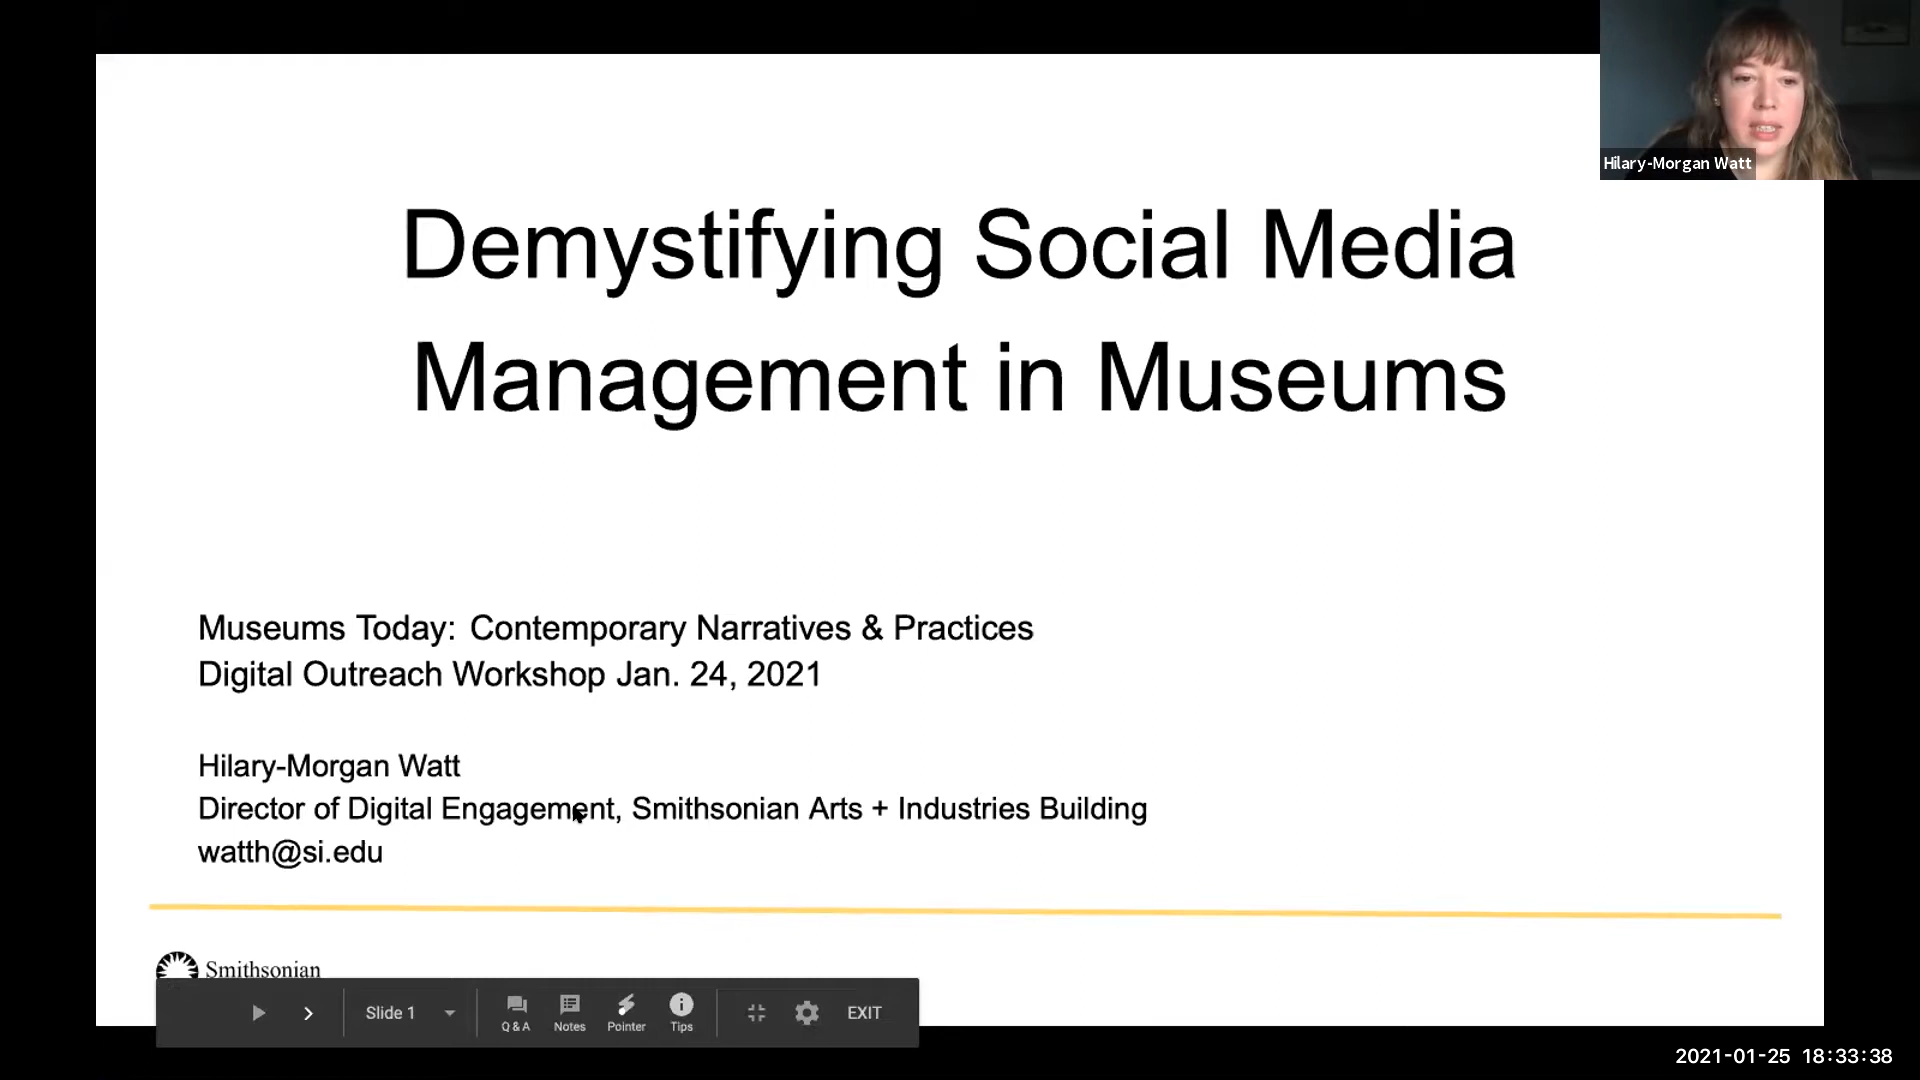 Hilary-Morgan Watt
Demystifying Social Media
Management in Museums
Museums Today: Contemporary Narratives & Practices
Digital Outreach Workshop Jan. 24, 2021
Hilary-Morgan Watt
Director of Digital Engagement, Smithsonian Arts + Industries Building
watth@si.edu
Smithsonian
Slide 1 Q & A Notes Pointer Tips EXIT
2021-01-25 18:33:38